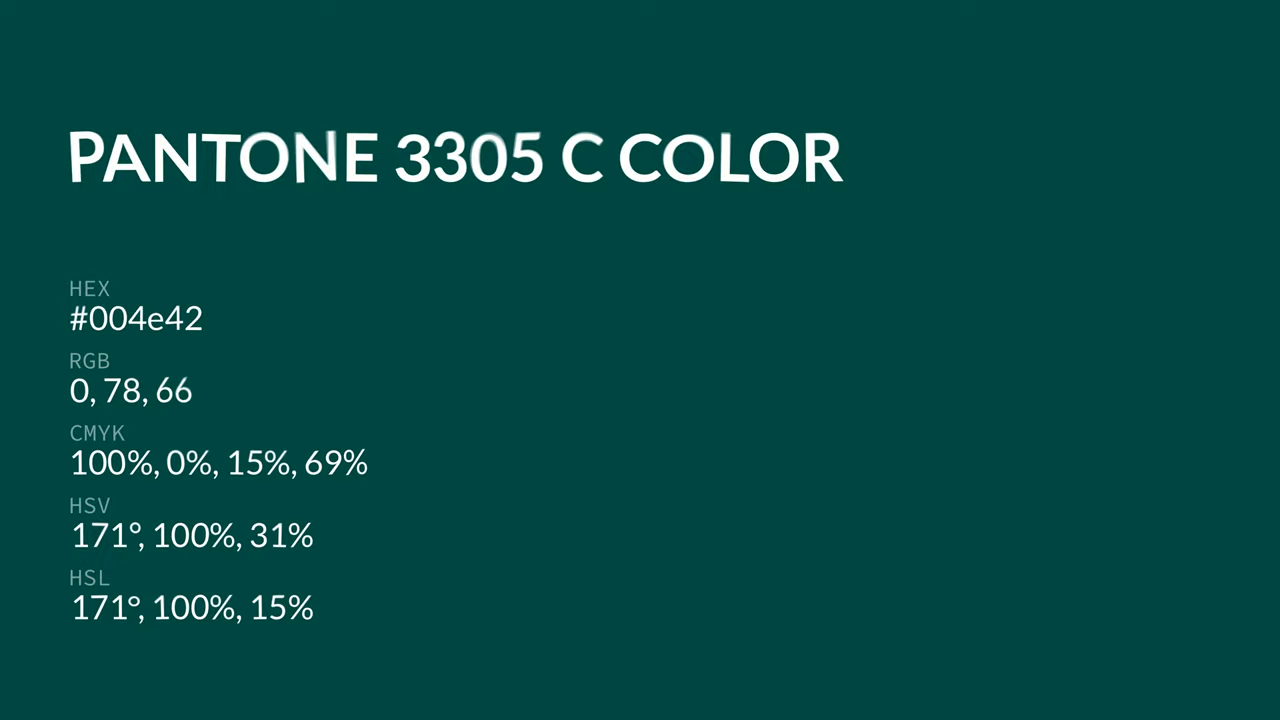 PANTONE 3305 C COLOR
HEX
#004e42
RGB
0, 78, 66
CMYK
100%, 0%, 15%, 69%
HSV
171°, 100%, 31%
HSL
171°, 100%, 15%